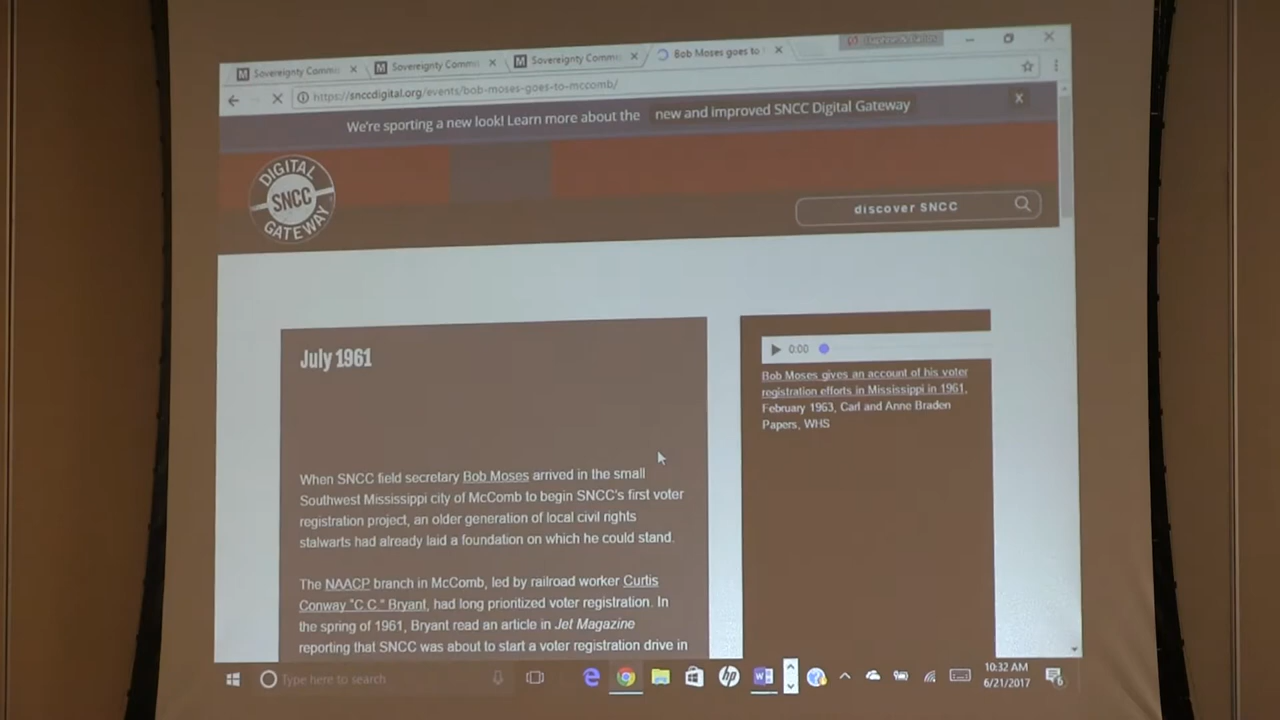 Sovereignty Commi
Sovereignty Commi
Sovereignty Commi
Bob Moses goes to
https://snccdigital.org/events/bob-moses-goes-to-mccomb/
We're sporting a new look! Learn more about the new and improved SNCC Digital Gateway X
DIGITAL
SNCC
GATEWAY
discover SNCC
July 1961
When SNCC field secretary Bob Moses arrived in the small
Southwest Mississippi city of McComb to begin SNCC's first voter
registration project, an older generation of local civil rights
stalwarts had already laid a foundation on which he could stand.
The NAACP branch in McComb, led by railroad worker Curtis
Conway "C.C." Bryant, had long prioritized voter registration. In
the spring of 1961, Bryant read an article in Jet Magazine
reporting that SNCC was about to start a voter registration drive in
0:00
Bob Moses gives an account of his voter
registration efforts in Mississippi in 1961,
February 1963, Carl and Anne Braden
Papers, WHS
Type here to search
hp
10:32 AM
6/21/2017
6